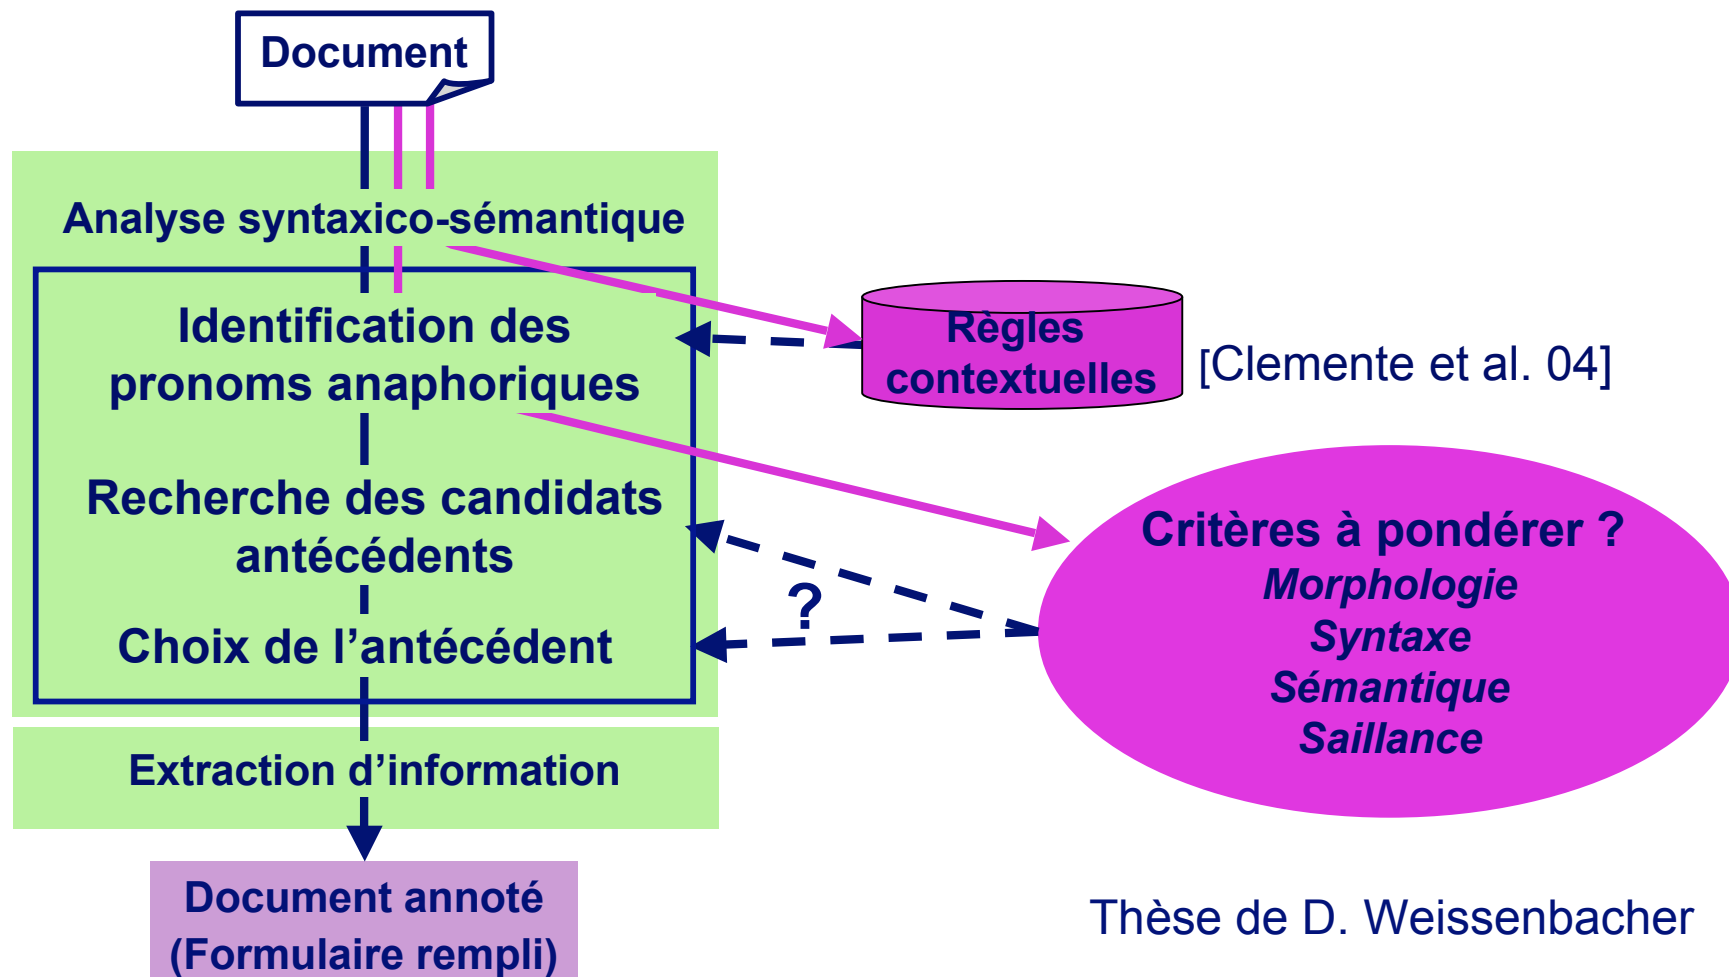 Document
Analyse syntaxico-sémantique
Identification des
pronoms anaphoriques
Recherche des candidats
antécédents
Choix de l’antécédent
Extraction d’information
Document annoté
(Formulaire rempli)
Règles
contextuelles
[Clemente et al. 04]
?
Critères à pondérer ?
Morphologie
Syntaxe
Sémantique
Saillance
Thèse de D. Weissenbacher